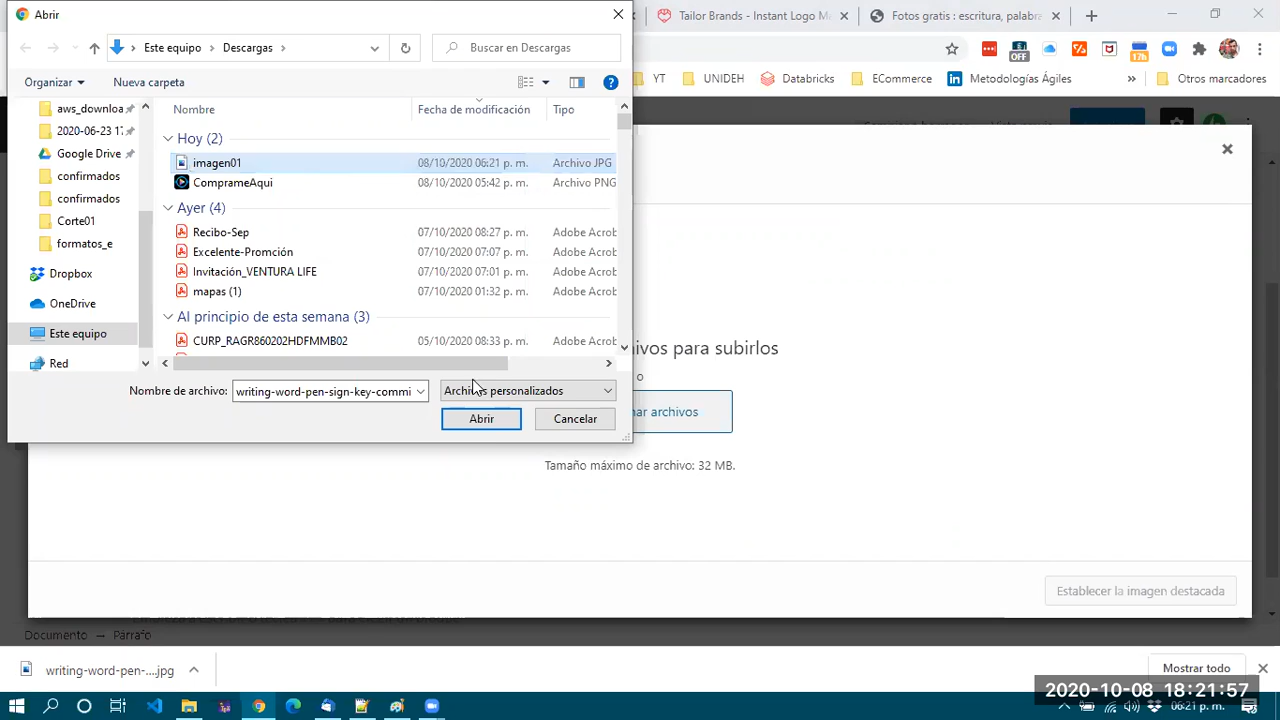 Abrir
Tailor Brands - Instant Logo Ma
Fotos gratis : escritura, palabra
Este equipo
Descargas
Buscar en Descargas
OFF
17h
YT
UNIDEH
Databricks
ECommerce
Metodologías Ágiles
»
Otros marcadores
Organizar
Nueva carpeta
Nombre
Fecha de modificación
Tipo
aws_downloa
2020-06-23 17
Google Drive
confirmados
confirmados
Corte01
formatos_e
Dropbox
OneDrive
Este equipo
Red
Hoy (2)
imagen01 08/10/2020 06:21 p. m. Archivo JPG
ComprameAqui 08/10/2020 05:42 p. m. Archivo PNG
Ayer (4)
Recibo-Sep 07/10/2020 08:27 p. m. Adobe Acrob
Excelente-Promción 07/10/2020 07:07 p. m. Adobe Acrob
Invitación_VENTURA LIFE 07/10/2020 07:01 p. m. Adobe Acrob
mapas (1) 07/10/2020 01:32 p. m. Adobe Acrob
Al principio de esta semana (3)
CURP_RAGR860202HDFMMB02 05/10/2020 08:33 p. m. Adobe Acrob
Nombre de archivo: writing-word-pen-sign-key-commi
Archivos personalizados
Abrir
Cancelar
ivos para subirlos
o
nar archivos
Tamaño máximo de archivo: 32 MB.
Establecer la imagen destacada
Documento → Párrafo
writing-word-pen-....jpg
Mostrar todo
2020-10-08 18:21:57
06:21 p. m.